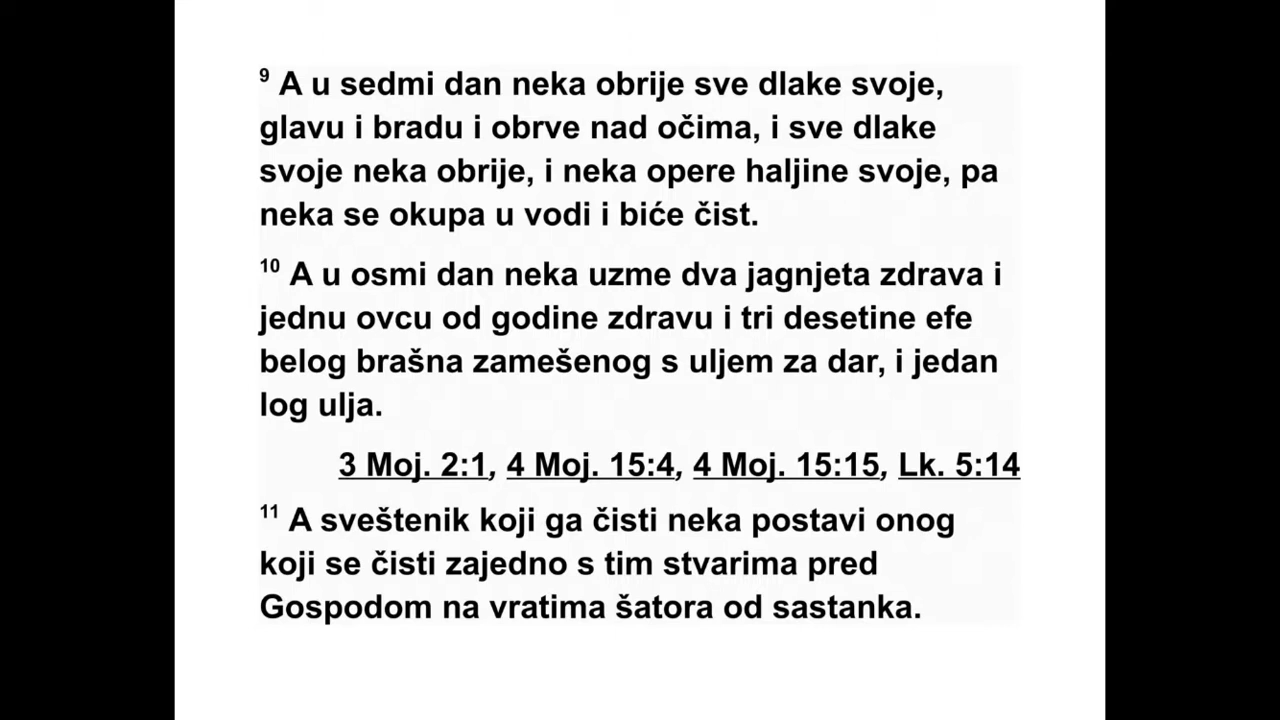 9 A u sedmi dan neka obrije sve dlake svoje,
glavu i bradu i obrve nad očima, i sve dlake
svoje neka obrije, i neka opere haljine svoje, pa
neka se okupa u vodi i biće čist.
10 A u osmi dan neka uzme dva jagnjeta zdrava i
jednu ovcu od godine zdravu i tri desetine efe
belog brašna zamešenog s uljem za dar, i jedan
log ulja.
3 Moj. 2:1, 4 Moj. 15:4, 4 Moj. 15:15, Lk. 5:14
11 A sveštenik koji ga čisti neka postavi onog
koji se čisti zajedno s tim stvarima pred
Gospodom na vratima šatora od sastanka.